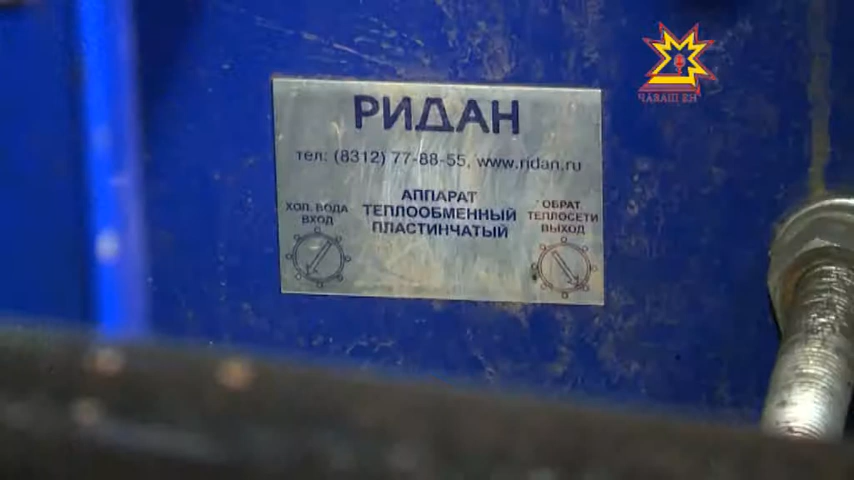 РИДАН
тел: (8312) 77-88-55, www.ridan.ru
АППАРАТ
ТЕПЛООБМЕННЫЙ
ПЛАСТИНЧАТЫЙ
ХОЛ. ВОДА
ВХОД
ОБРАТ.
ТЕПЛОСЕТИ
ВЫХОД
ЧӐВАШ ЕН